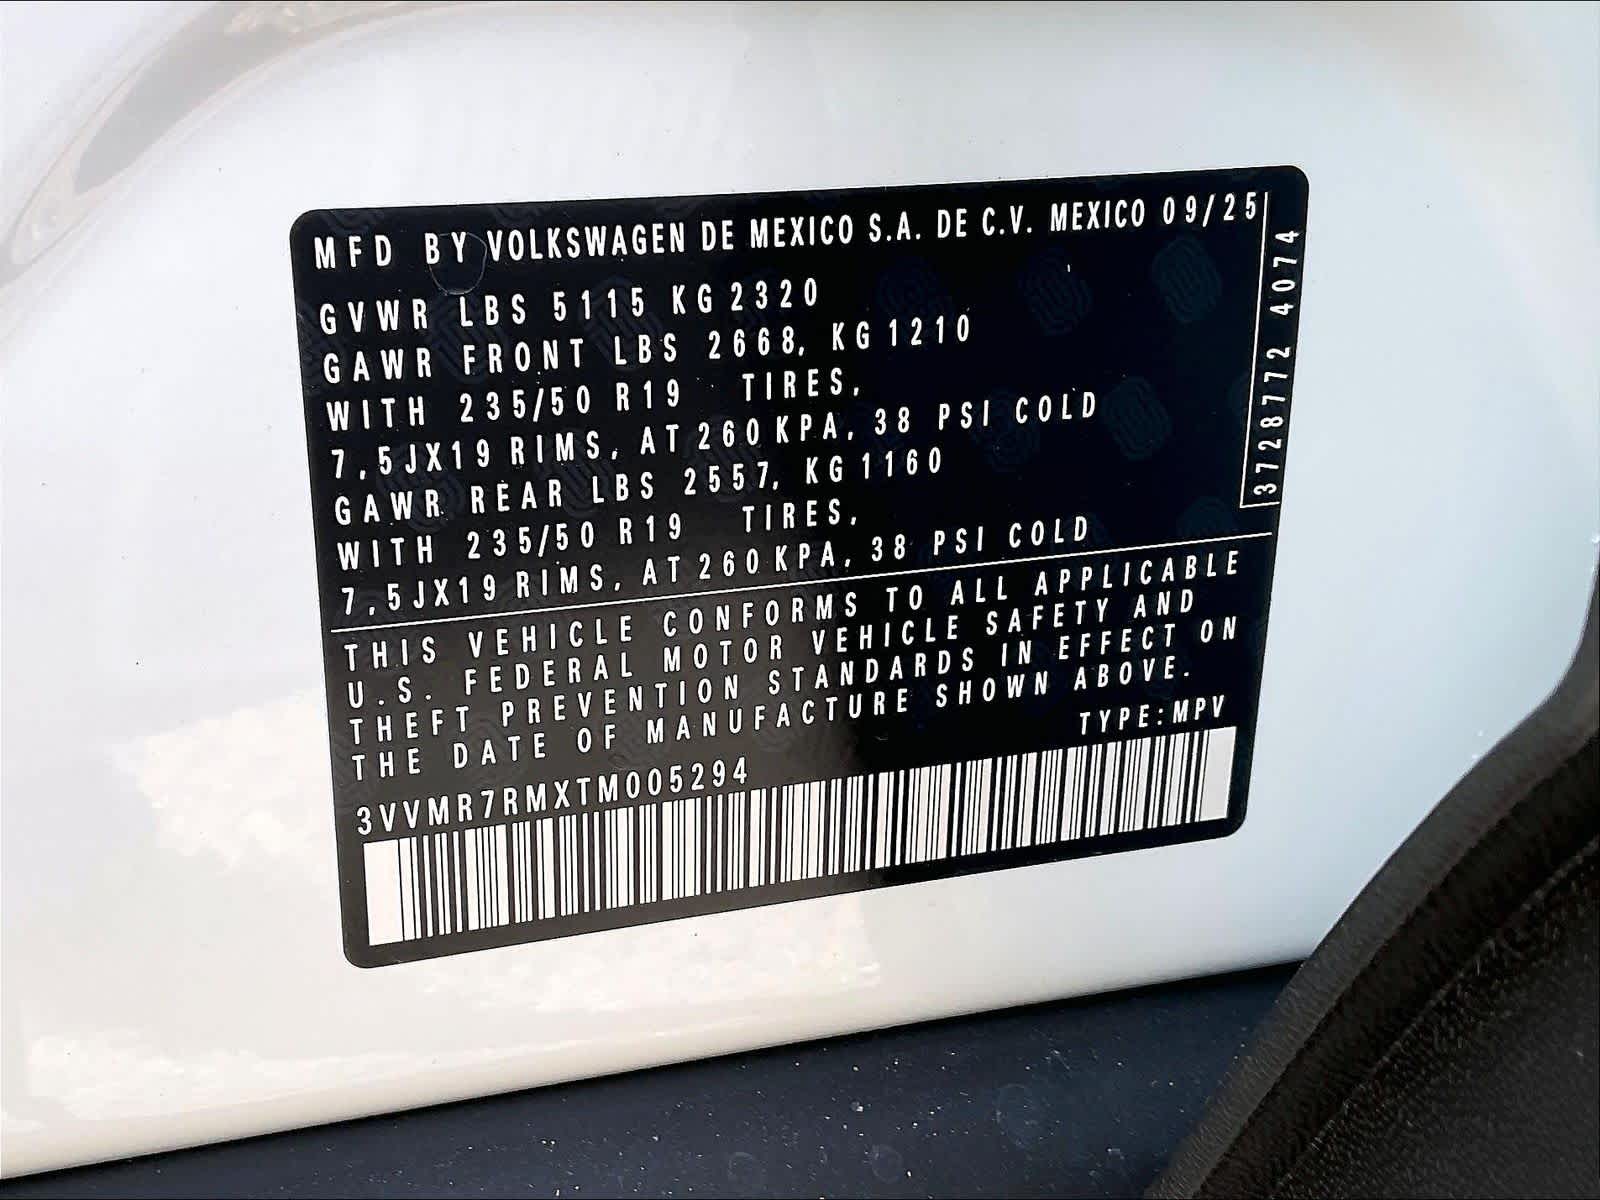 MFD BY VOLKSWAGEN DE MEXICO S.A. DE C.V. MEXICO 09/25
GVWR LBS 5115 KG 2320
GAWR FRONT LBS 2668, KG 1210
WITH 235/50 R19 TIRES,
7,5JX19 RIMS, AT 260 KPA, 38 PSI COLD
GAWR REAR LBS 2557, KG 1160
WITH 235/50 R19 TIRES,
7,5JX19 RIMS, AT 260 KPA, 38 PSI COLD
3728772 4074
THIS VEHICLE CONFORMS TO ALL APPLICABLE
U.S. FEDERAL MOTOR VEHICLE SAFETY AND
THEFT PREVENTION STANDARDS IN EFFECT ON
THE DATE OF MANUFACTURE SHOWN ABOVE.
TYPE:MPV
3VVMR7RMXTM005294